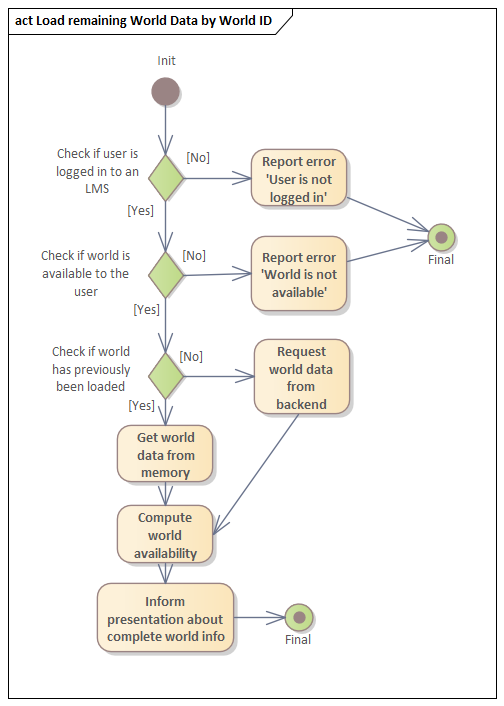 act Load remaining World Data by World ID
Init
Check if user is
logged in to an
LMS
[No]
Report error
'User is not
logged in'
[Yes]
Final
Check if world is
available to the
user
[No]
Report error
'World is not
available'
[Yes]
Check if world
has previously
been loaded
[No]
Request
world data
from
backend
[Yes]
Get world
data from
memory
Compute
world
availability
Inform
presentation about
complete world info
Final